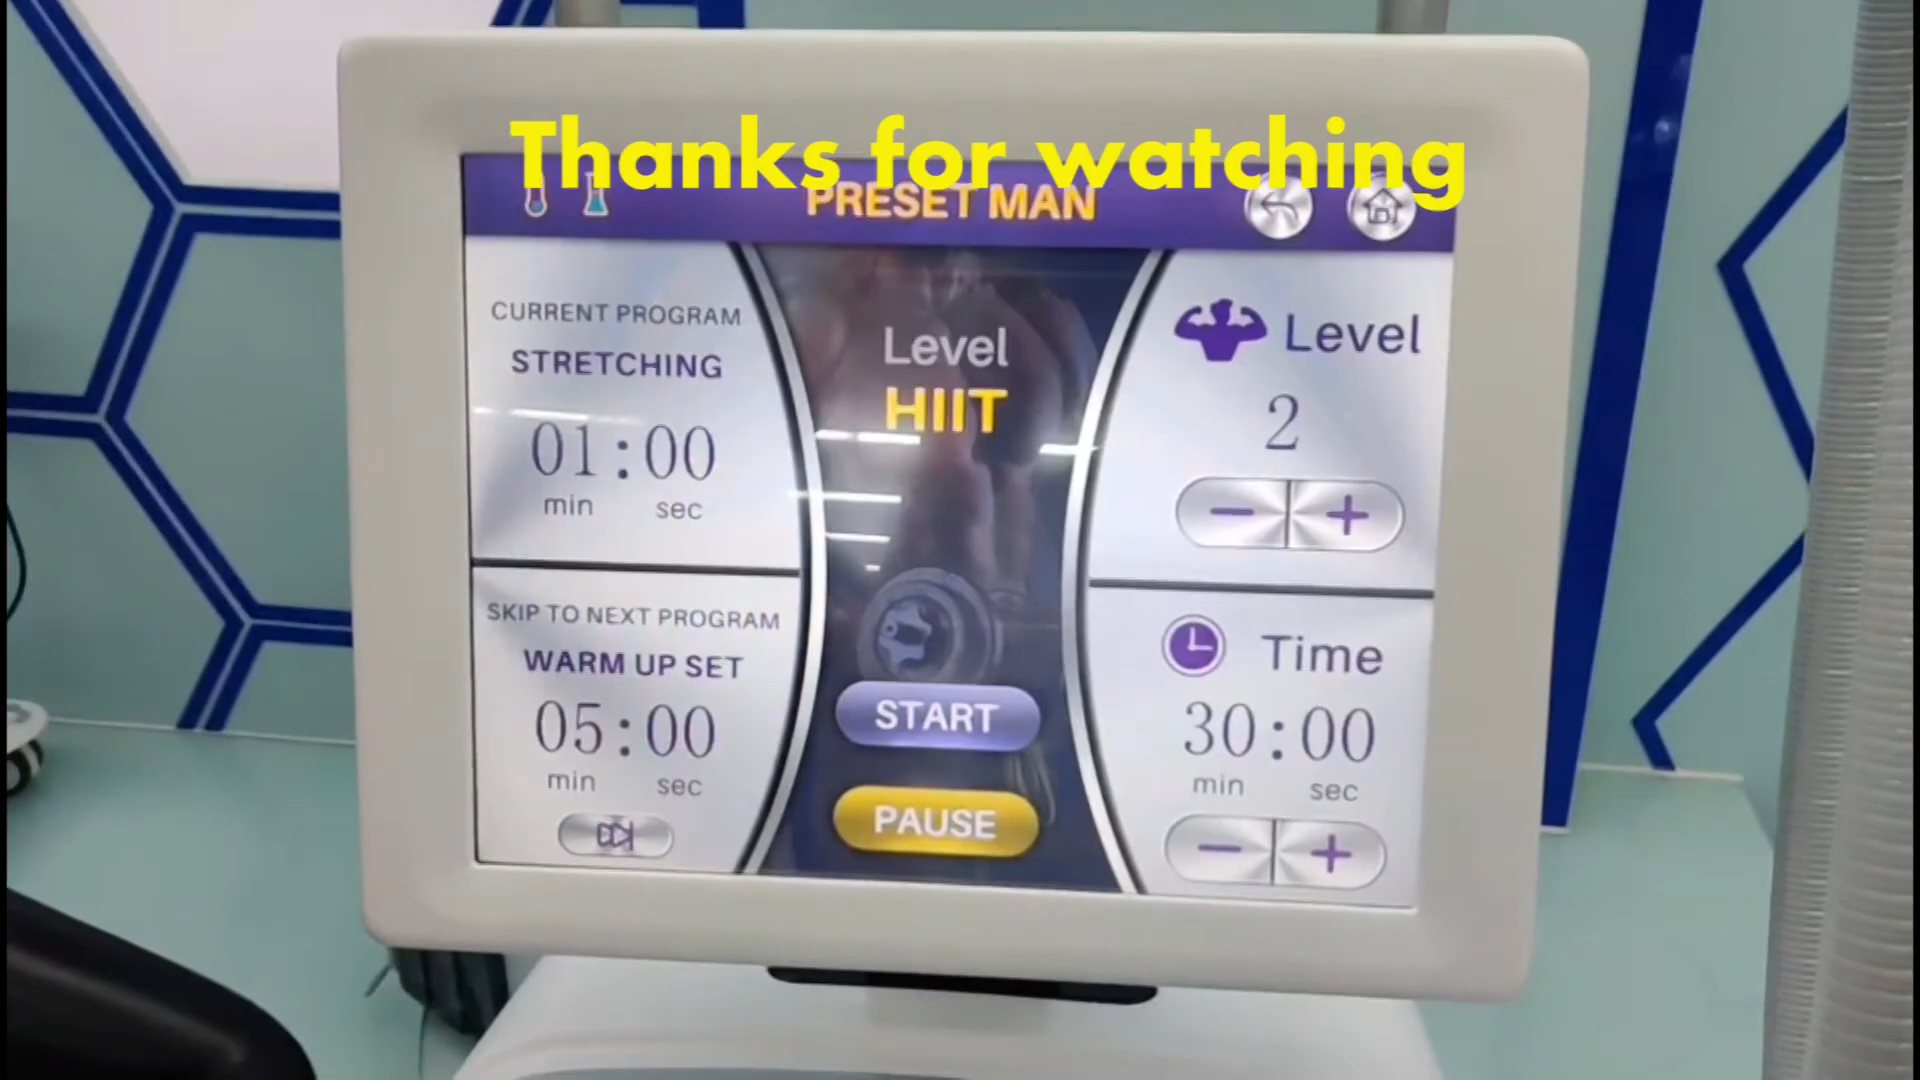 Thanks for watching
PRESET MAN
CURRENT PROGRAM
STRETCHING
01:00
min sec
SKIP TO NEXT PROGRAM
WARM UP SET
05:00
min sec
Level
HIIT
START
PAUSE
Level
2
− +
Time
30:00
min sec
− +